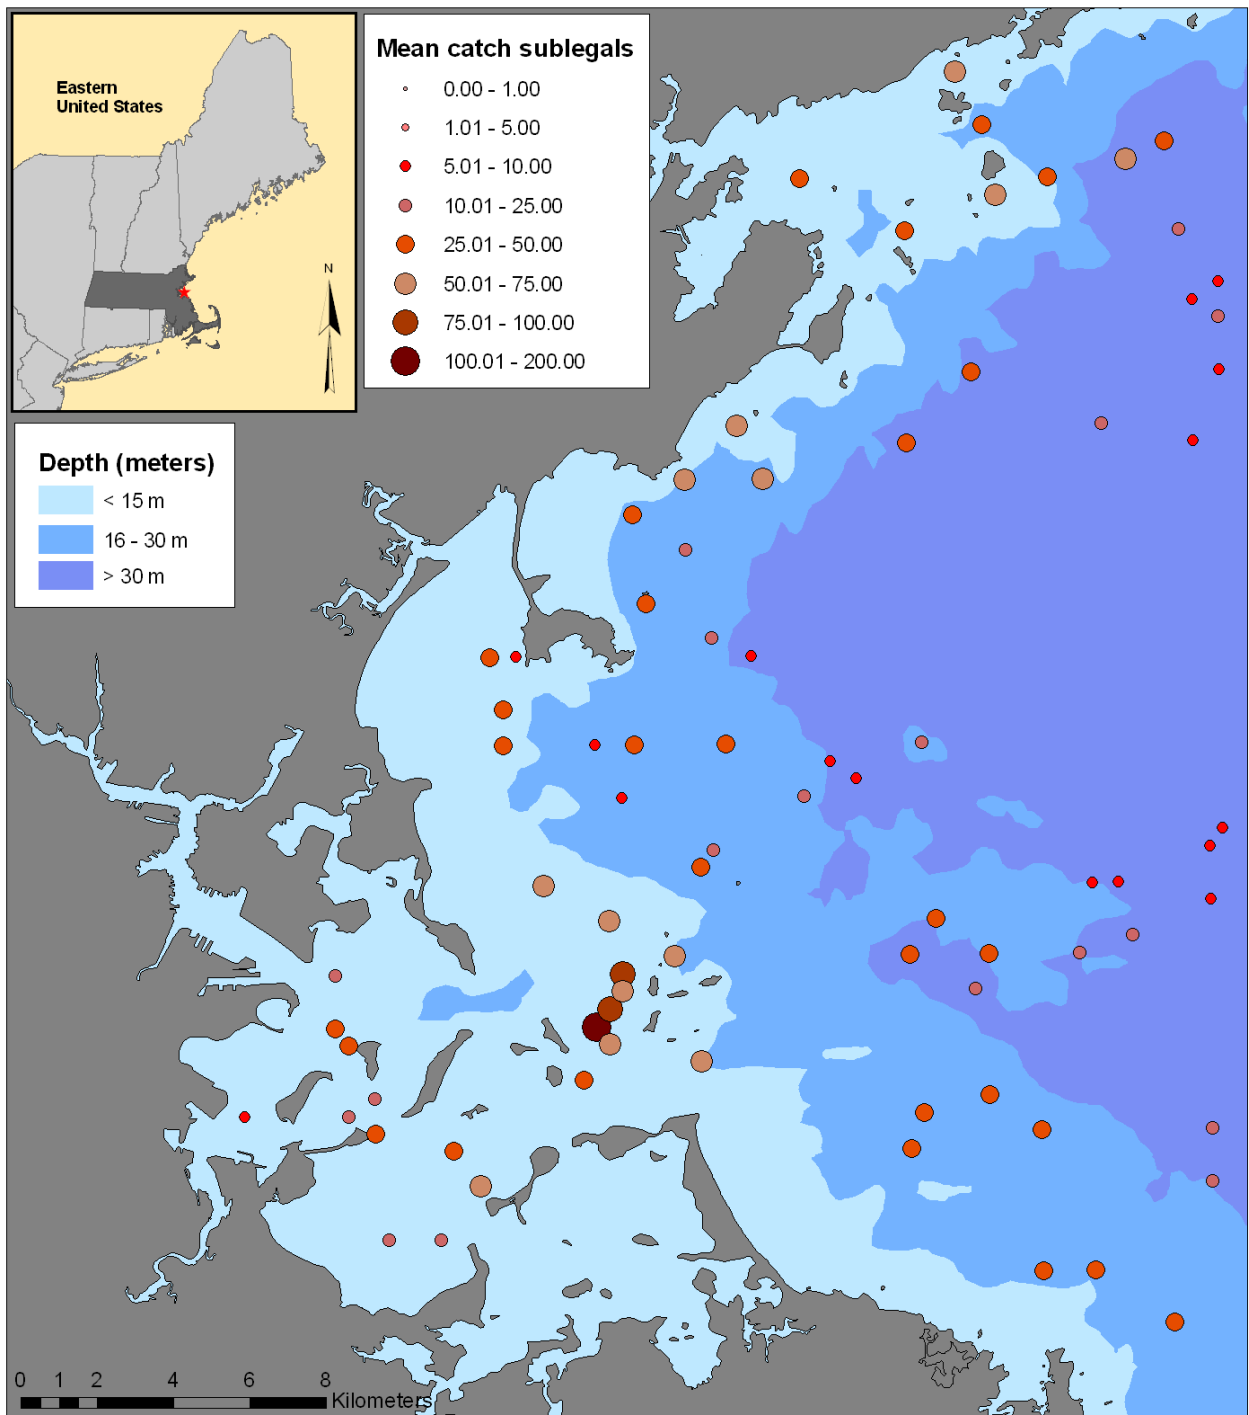 Eastern
United States
N
Mean catch sublegals
0.00 - 1.00
1.01 - 5.00
5.01 - 10.00
10.01 - 25.00
25.01 - 50.00
50.01 - 75.00
75.01 - 100.00
100.01 - 200.00
Depth (meters)
< 15 m
16 - 30 m
> 30 m
0 1 2 4 6 8
Kilometers